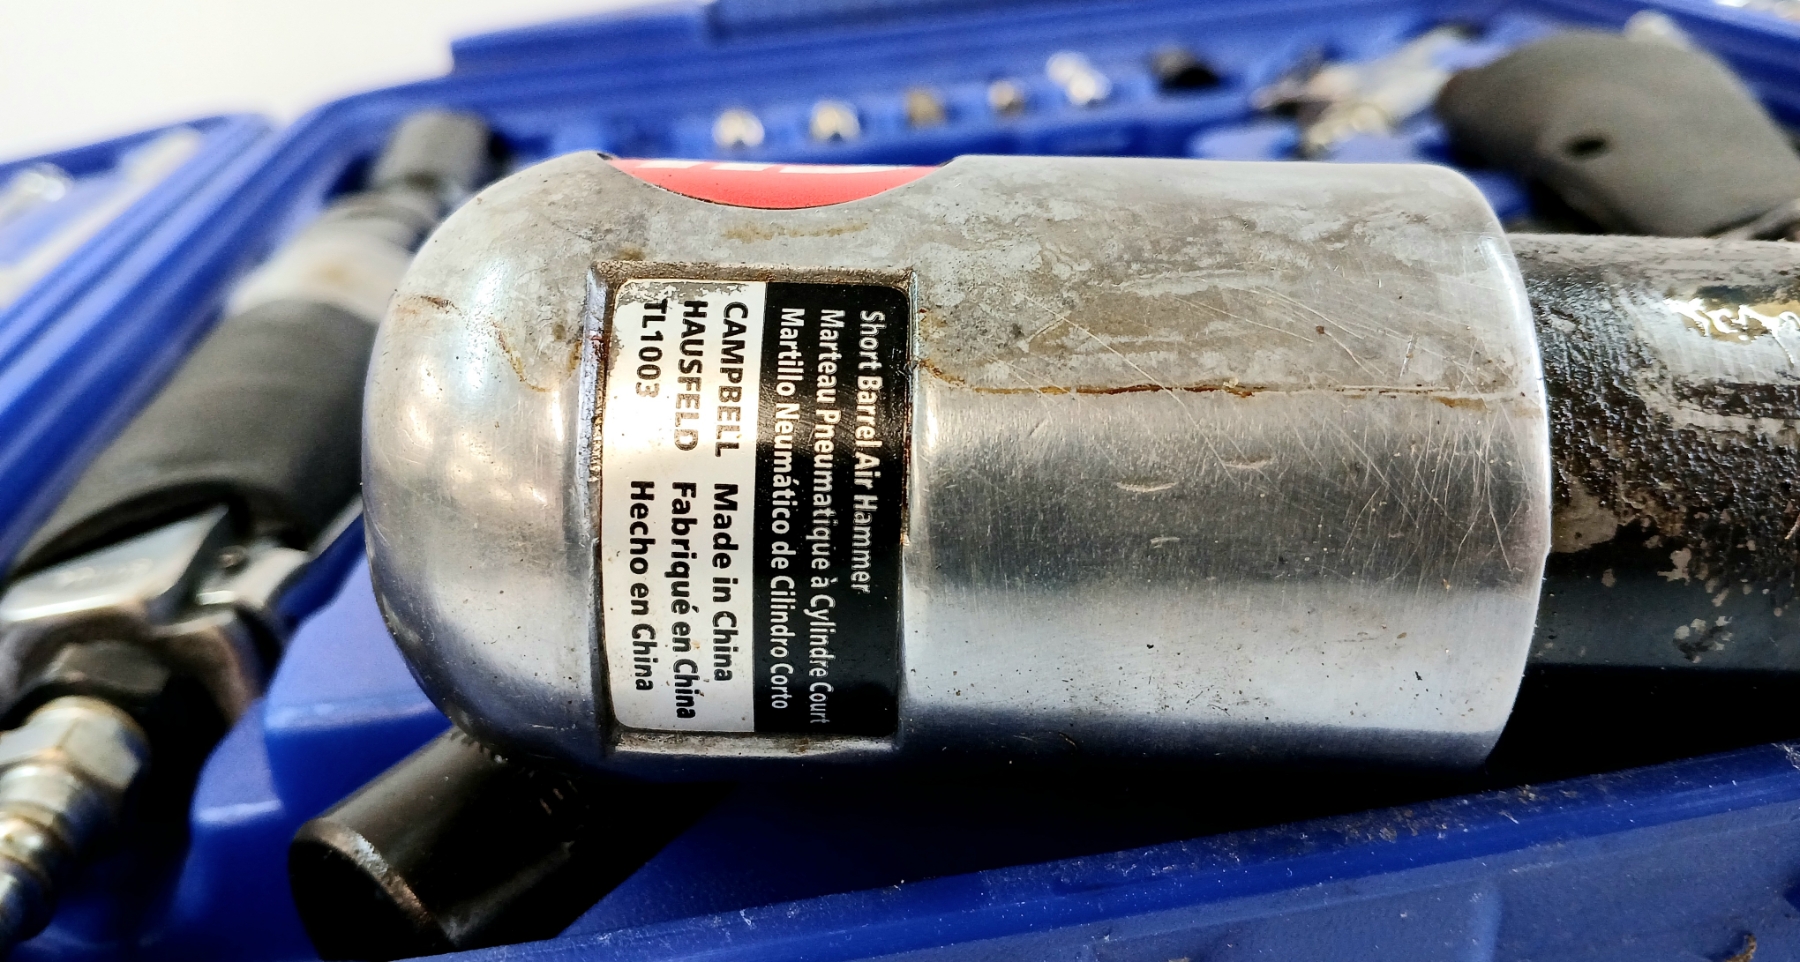 Short Barrel Air Hammer
Marteau Pneumatique à Cylindre Court
Martillo Neumático de Cilindro Corto
CAMPBELL
HAUSFELD
TL1003
Made in China
Fabriqué en China
Hecho en China